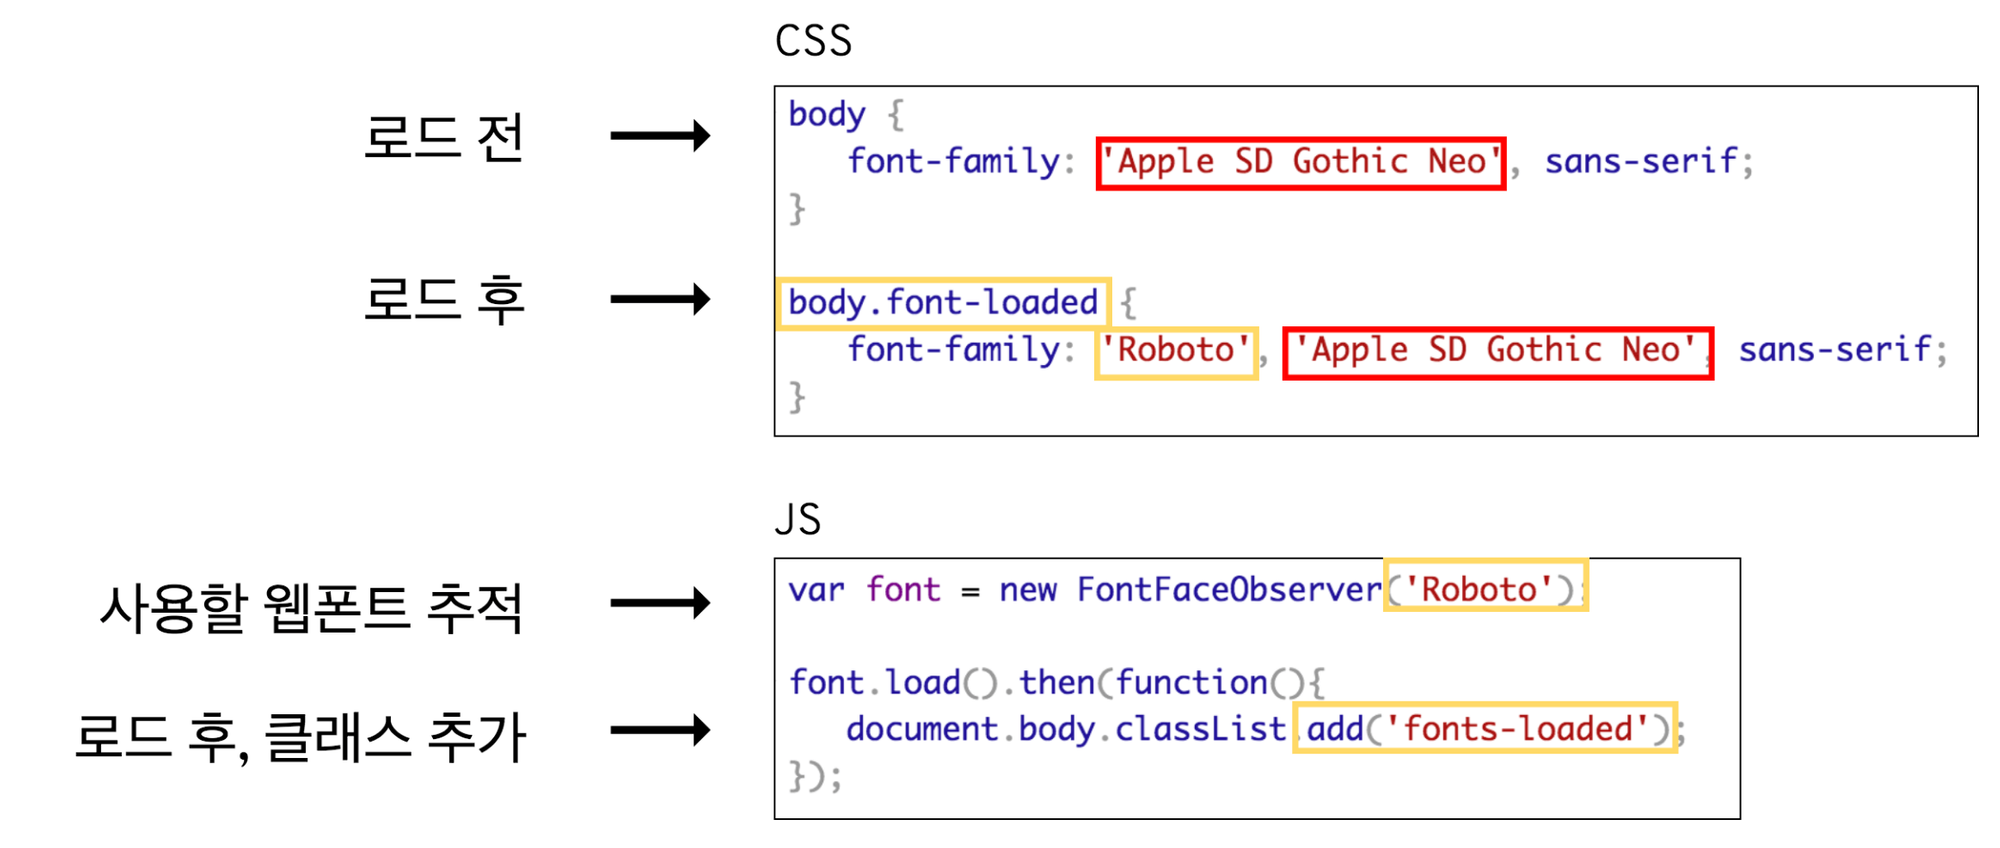 CSS
로드 전
body {
font-family: 'Apple SD Gothic Neo', sans-serif;
}
로드 후
body.font-loaded {
font-family: 'Roboto', 'Apple SD Gothic Neo', sans-serif;
}
JS
사용할 웹폰트 추적
var font = new FontFaceObserver('Roboto');
font.load().then(function(){
로드 후, 클래스 추가
document.body.classList.add('fonts-loaded');
});